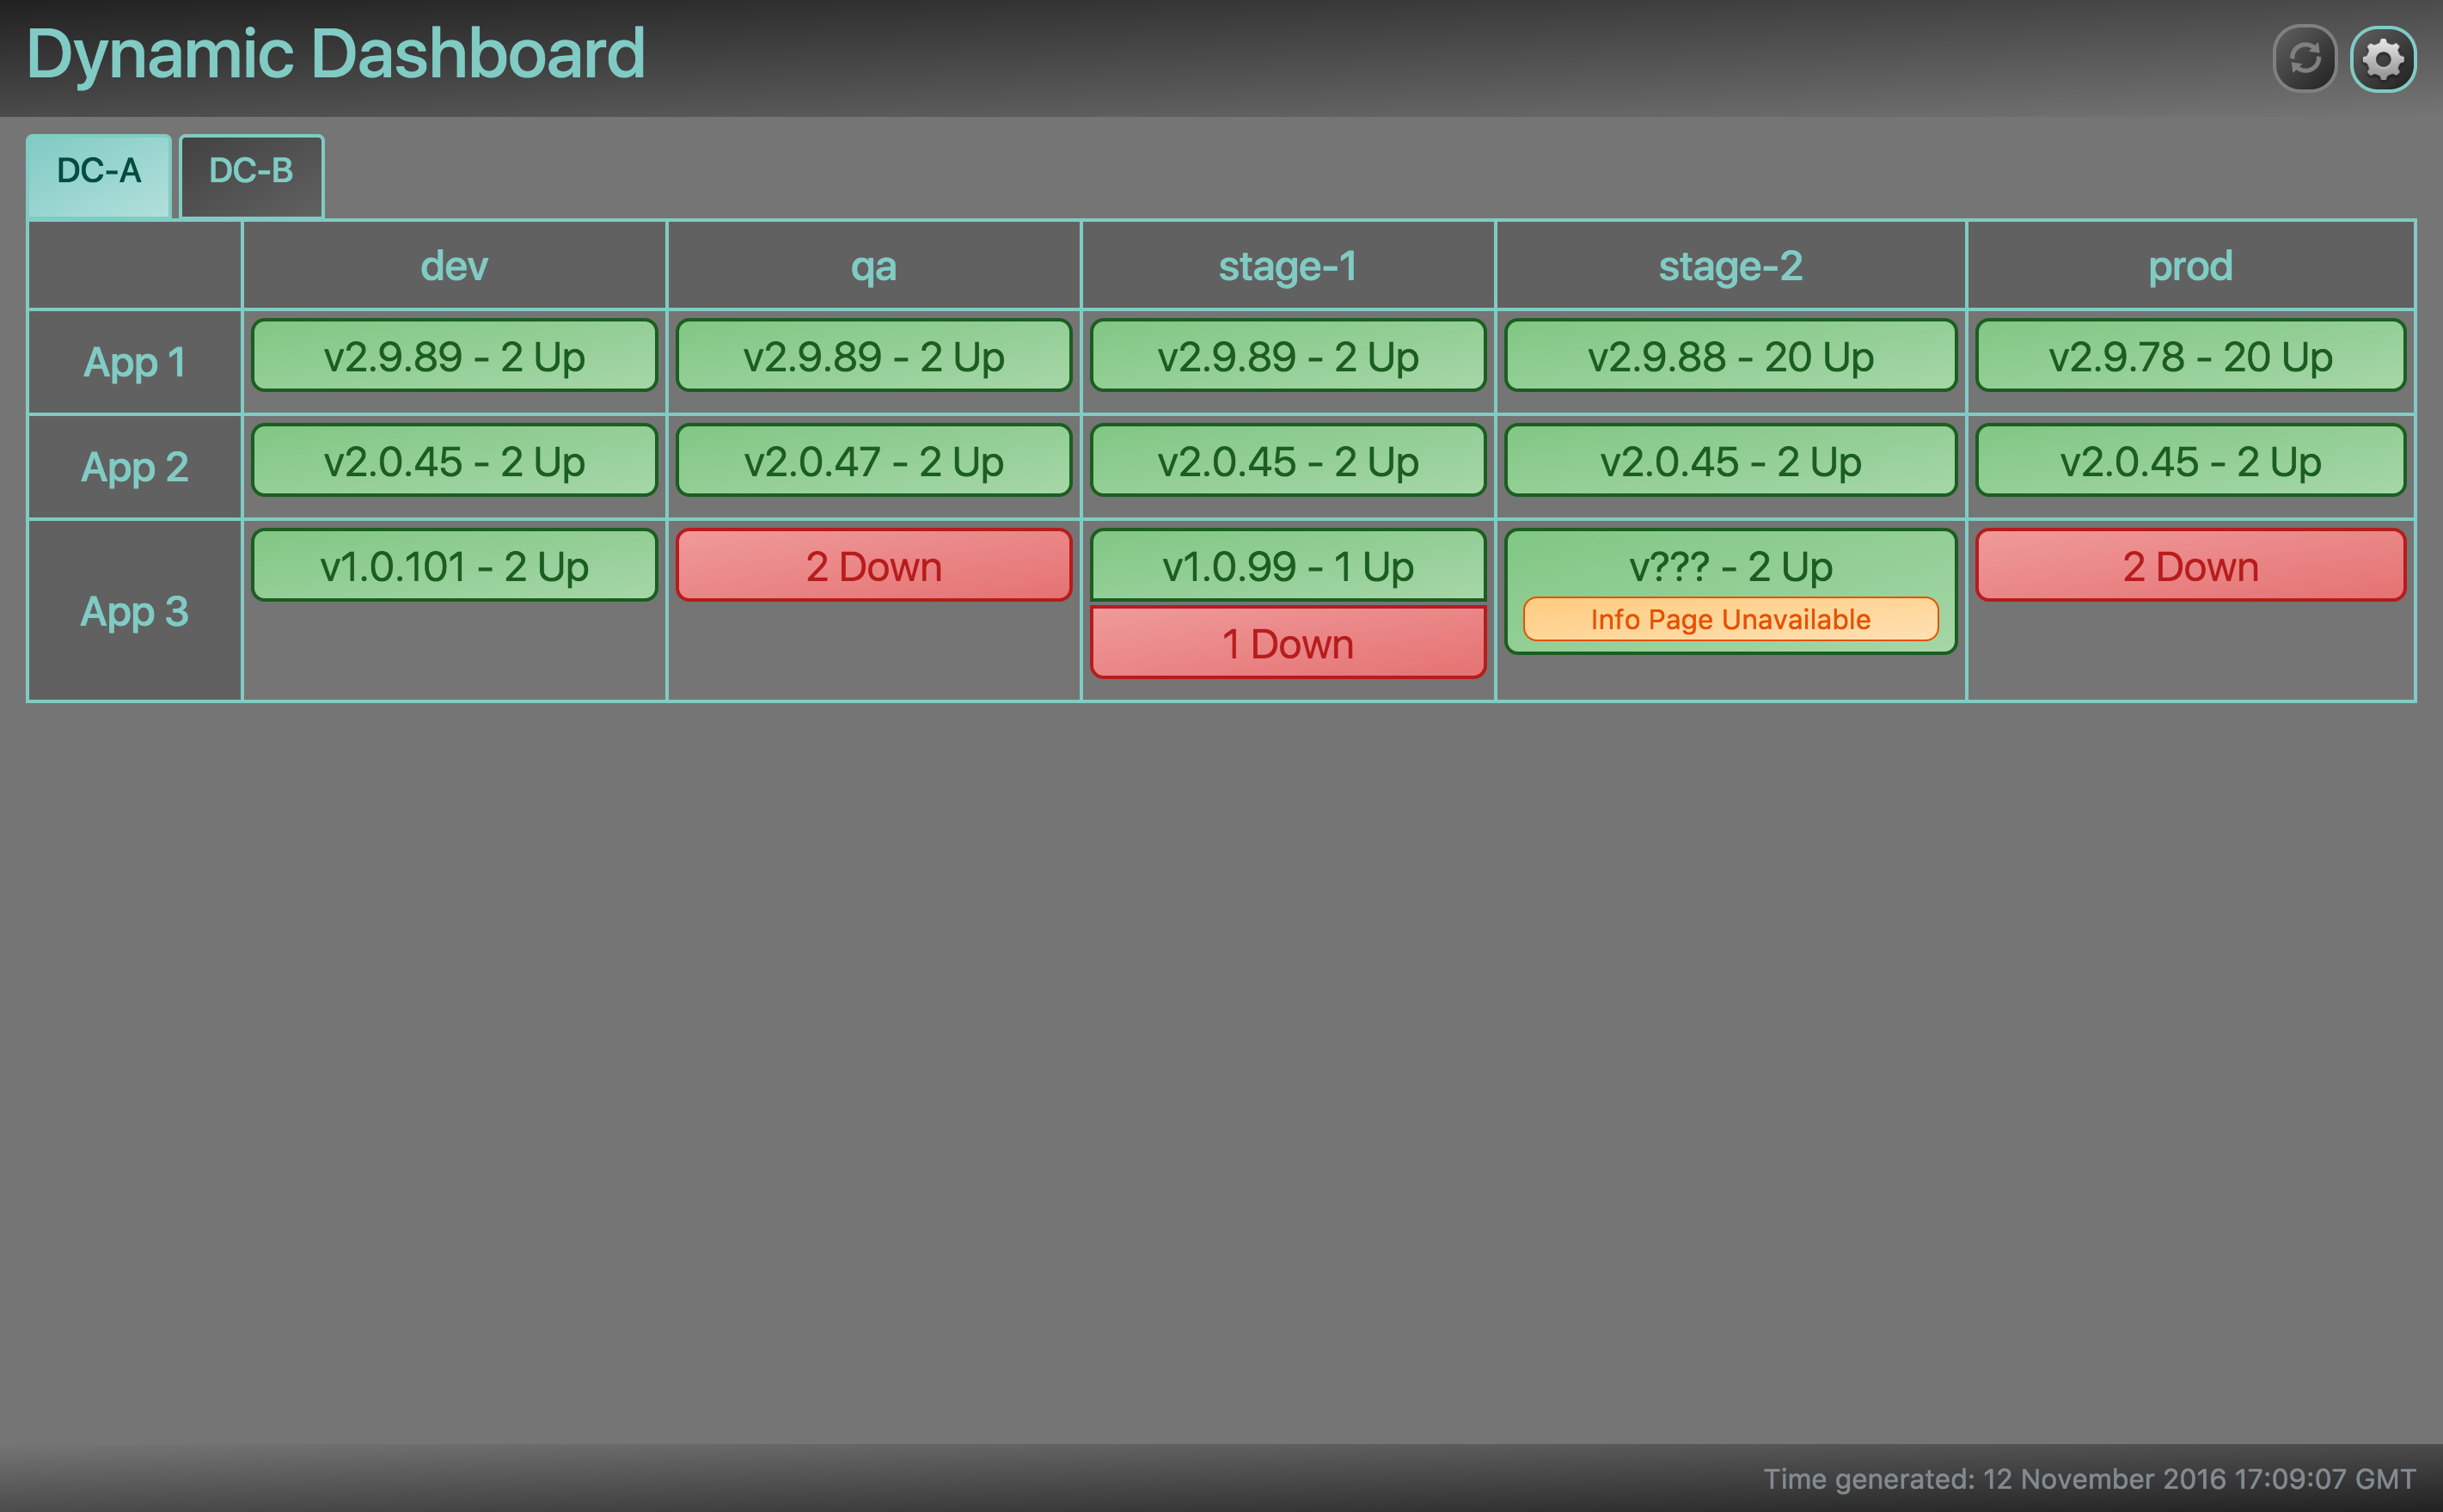 Dynamic Dashboard
DC-A DC-B
dev qa stage-1 stage-2 prod
App 1 v2.9.89 - 2 Up v2.9.89 - 2 Up v2.9.89 - 2 Up v2.9.88 - 20 Up v2.9.78 - 20 Up
App 2 v2.0.45 - 2 Up v2.0.47 - 2 Up v2.0.45 - 2 Up v2.0.45 - 2 Up v2.0.45 - 2 Up
App 3 v1.0.101 - 2 Up 2 Down v1.0.99 - 1 Up v??? - 2 Up 2 Down
Info Page Unavailable
1 Down
Time generated: 12 November 2016 17:09:07 GMT